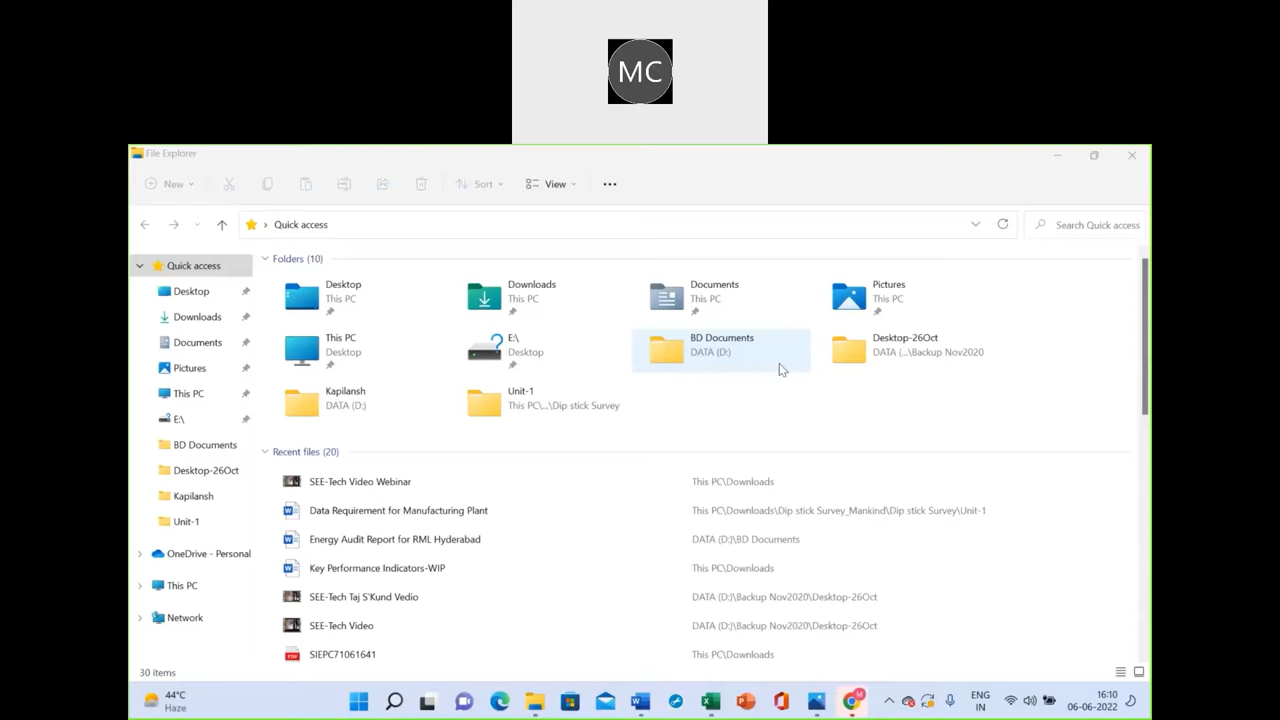 MC
File Explorer
New
Sort
View
Quick access
Search Quick access
Quick access
Desktop
Downloads
Documents
Pictures
This PC
E:\
BD Documents
Desktop-26Oct
Kapilansh
Unit-1
OneDrive - Personal
This PC
Network
Folders (10)
Desktop
This PC
Downloads
This PC
Documents
This PC
Pictures
This PC
This PC
Desktop
E:\
Desktop
BD Documents
DATA (D:)
Desktop-26Oct
DATA (...\Backup Nov2020
Kapilansh
DATA (D:)
Unit-1
This PC\...\Dip stick Survey
Recent files (20)
SEE-Tech Video Webinar This PC\Downloads
Data Requirement for Manufacturing Plant This PC\Downloads\Dip stick Survey_Mankind\Dip stick Survey\Unit-1
Energy Audit Report for RML Hyderabad DATA (D:)\BD Documents
Key Performance Indicators-WIP This PC\Downloads
SEE-Tech Taj S'Kund Vedio DATA (D:)\Backup Nov2020\Desktop-26Oct
SEE-Tech Video DATA (D:)\Backup Nov2020\Desktop-26Oct
SIEPC71061641 This PC\Downloads
30 items
44°C
Haze
ENG
IN
16:10
06-06-2022